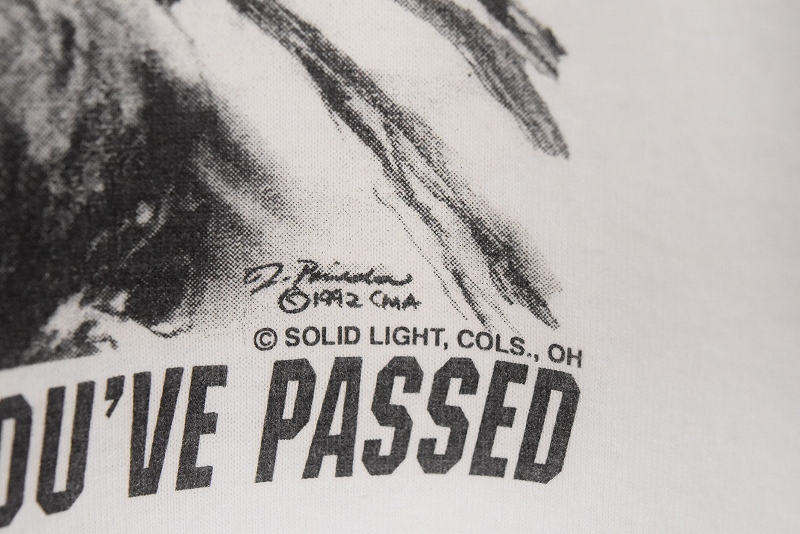 ©1992 CMA
© SOLID LIGHT, COLS., OH
OU'VE PASSED